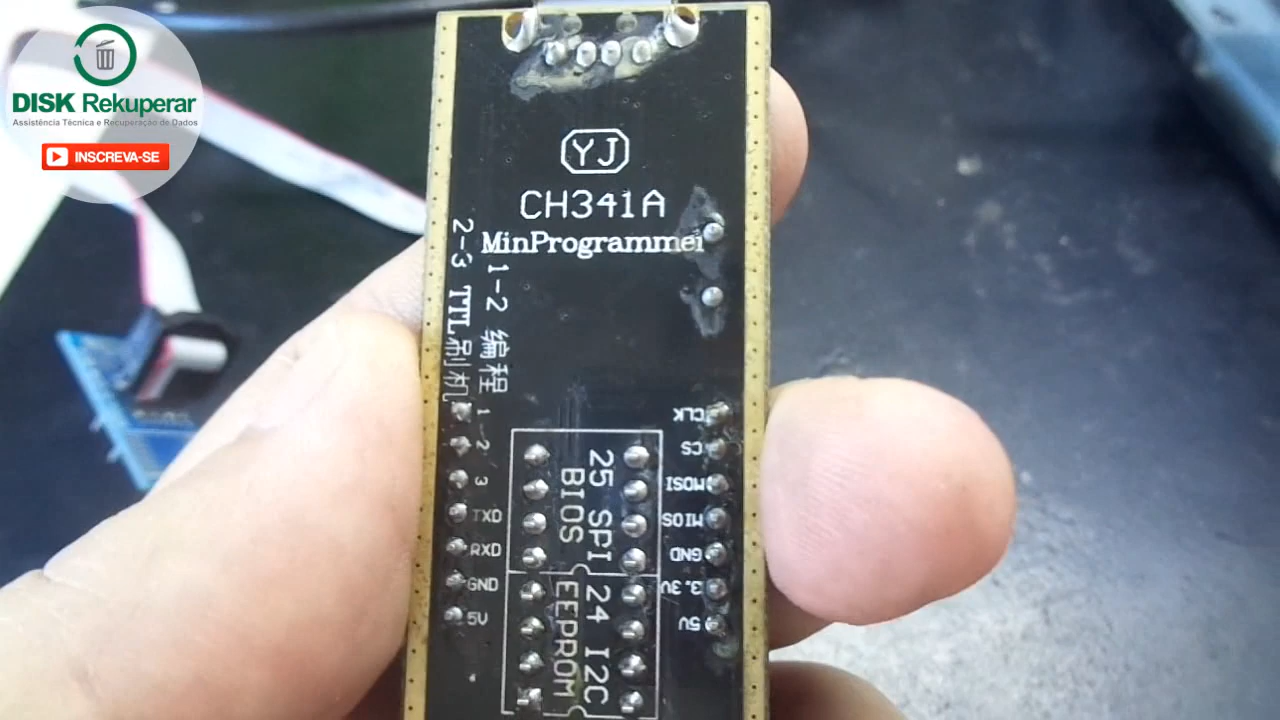 DISK Rekuperar
Assistência Técnica e Recuperação de Dados
INSCREVA-SE
YJ
CH341A
MinProgrammer
2-3 TTL刷机
1-2 编程
1
2
3
TXD
RXD
GND
5V
25 SPI
BIOS
24 I2C
EEPROM
CLK
CS
MOSI
MIOS
GND
3.3V
5V